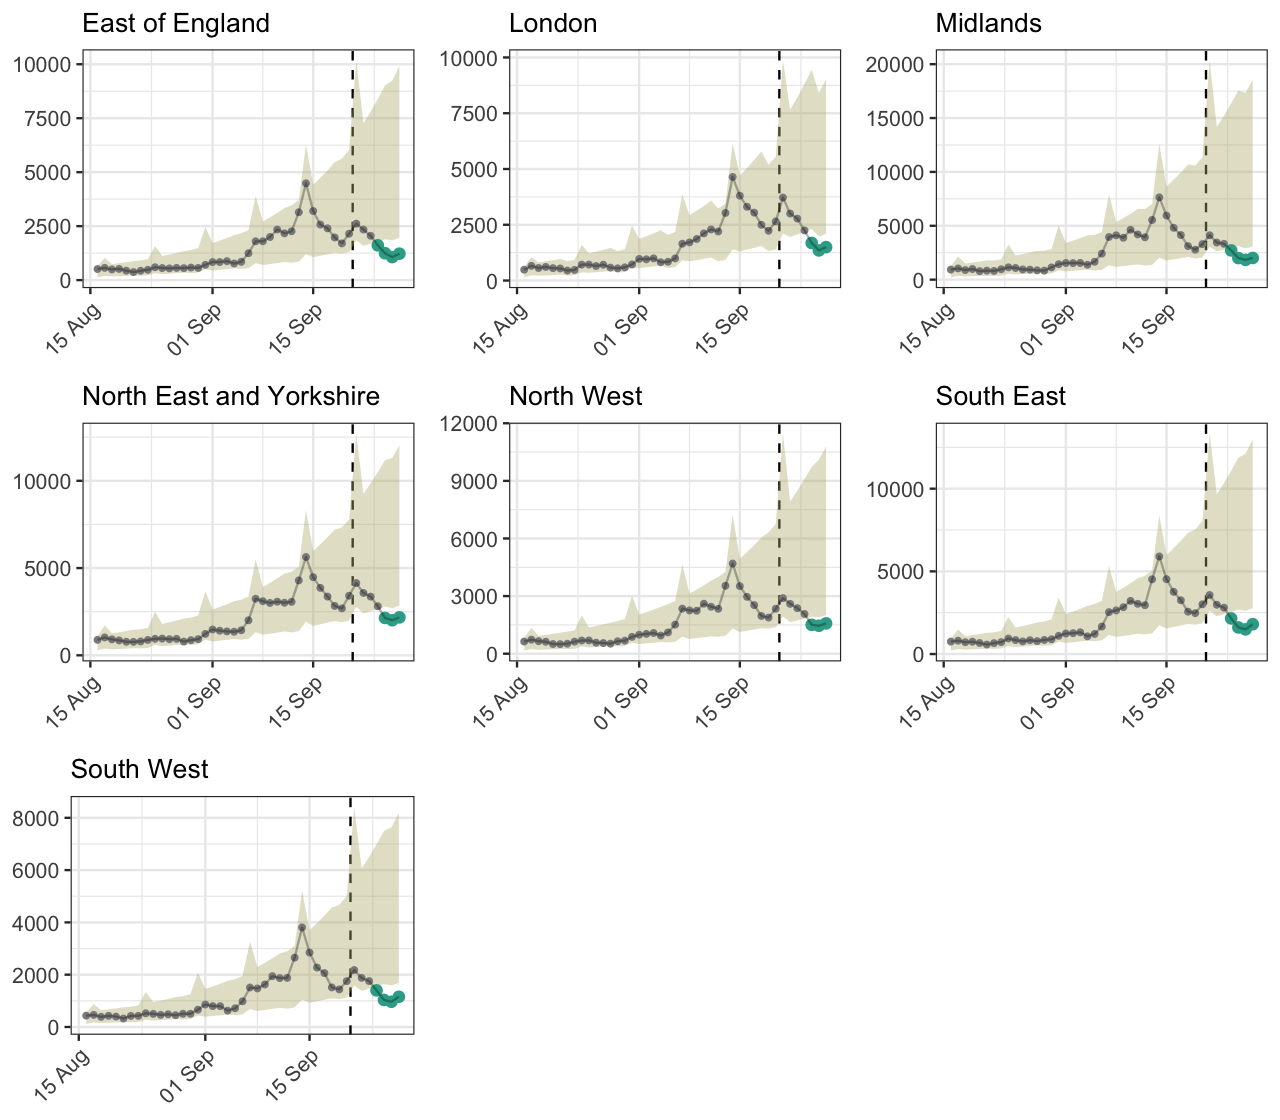 East of England
10000
7500
5000
2500
0
15 Aug
01 Sep
15 Sep
London
10000
7500
5000
2500
0
15 Aug
01 Sep
15 Sep
Midlands
20000
15000
10000
5000
0
15 Aug
01 Sep
15 Sep
North East and Yorkshire
10000
5000
0
15 Aug
01 Sep
15 Sep
North West
12000
9000
6000
3000
0
15 Aug
01 Sep
15 Sep
South East
10000
5000
0
15 Aug
01 Sep
15 Sep
South West
8000
6000
4000
2000
0
15 Aug
01 Sep
15 Sep